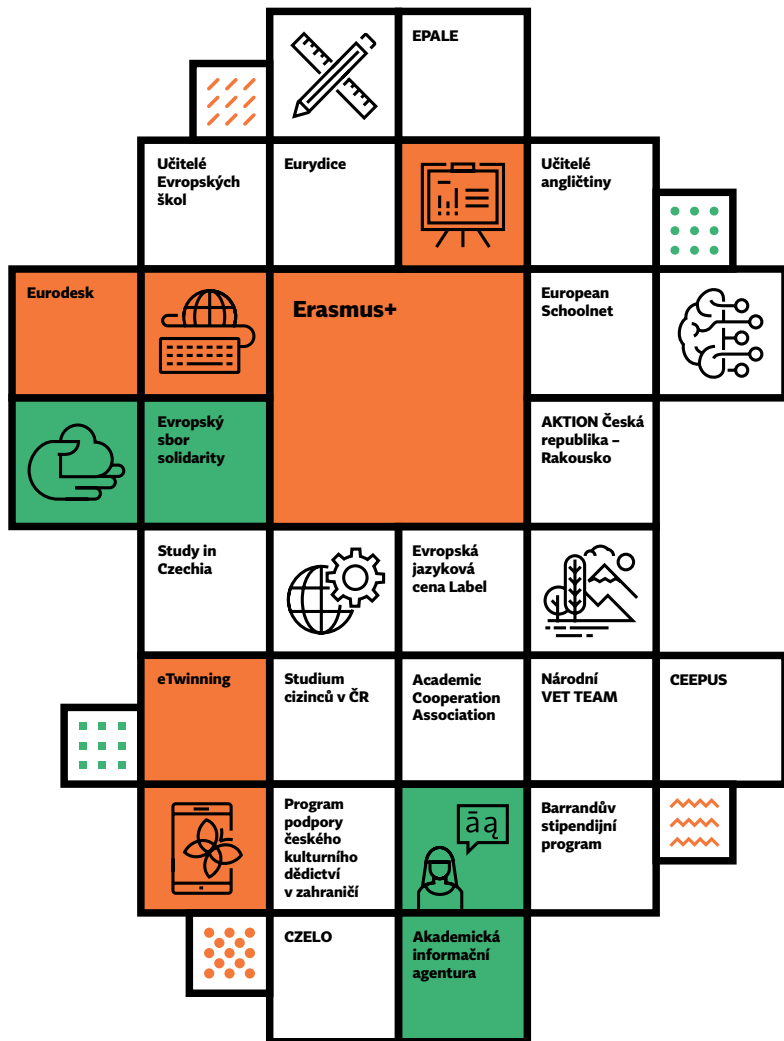 EPALE
Učitelé
Evropských
škol
Eurydice
Učitelé
angličtiny
Eurodesk
Erasmus+
European
Schoolnet
Evropský
sbor
solidarity
AKTION Česká
republika –
Rakousko
Study in
Czechia
Evropská
jazyková
cena Label
eTwinning
Studium
cizinců v ČR
Academic
Cooperation
Association
Národní
VET TEAM
CEEPUS
Program
podpory
českého
kulturního
dědictví
v zahraničí
āą
Barrandův
stipendijní
program
CZELO
Akademická
informační
agentura